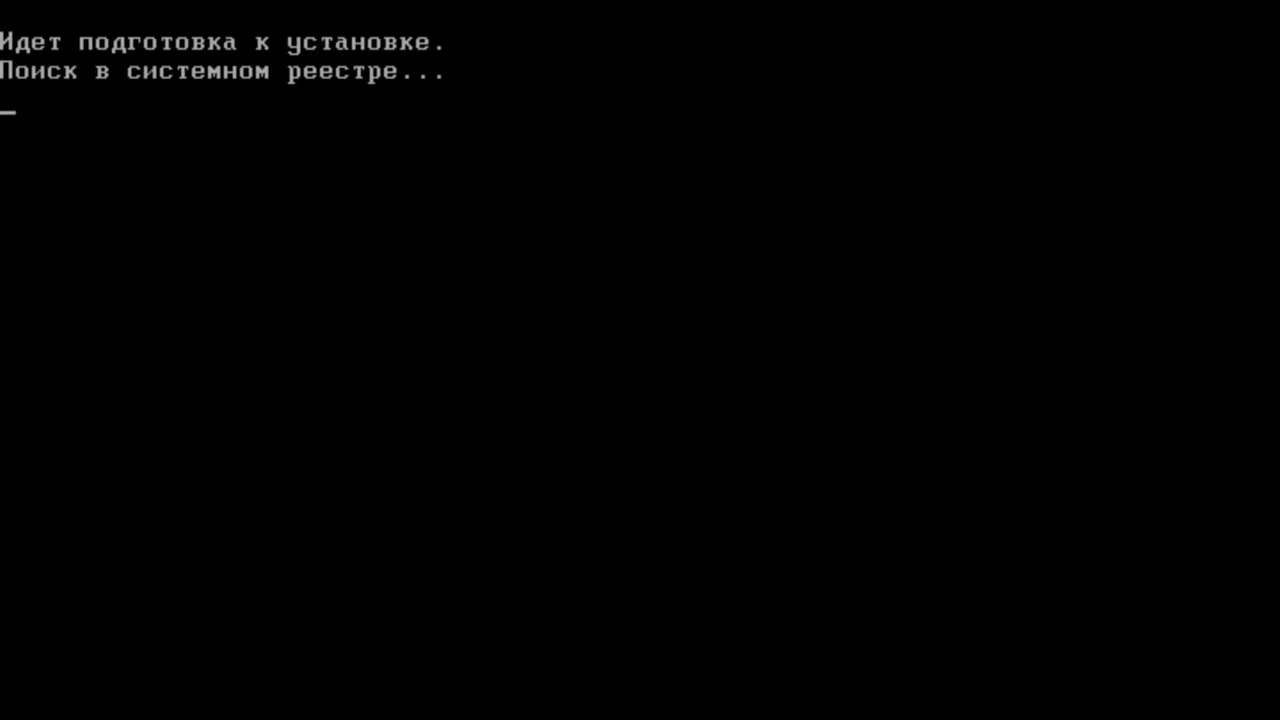 Идет подготовка к установке.
Поиск в системном реестре...